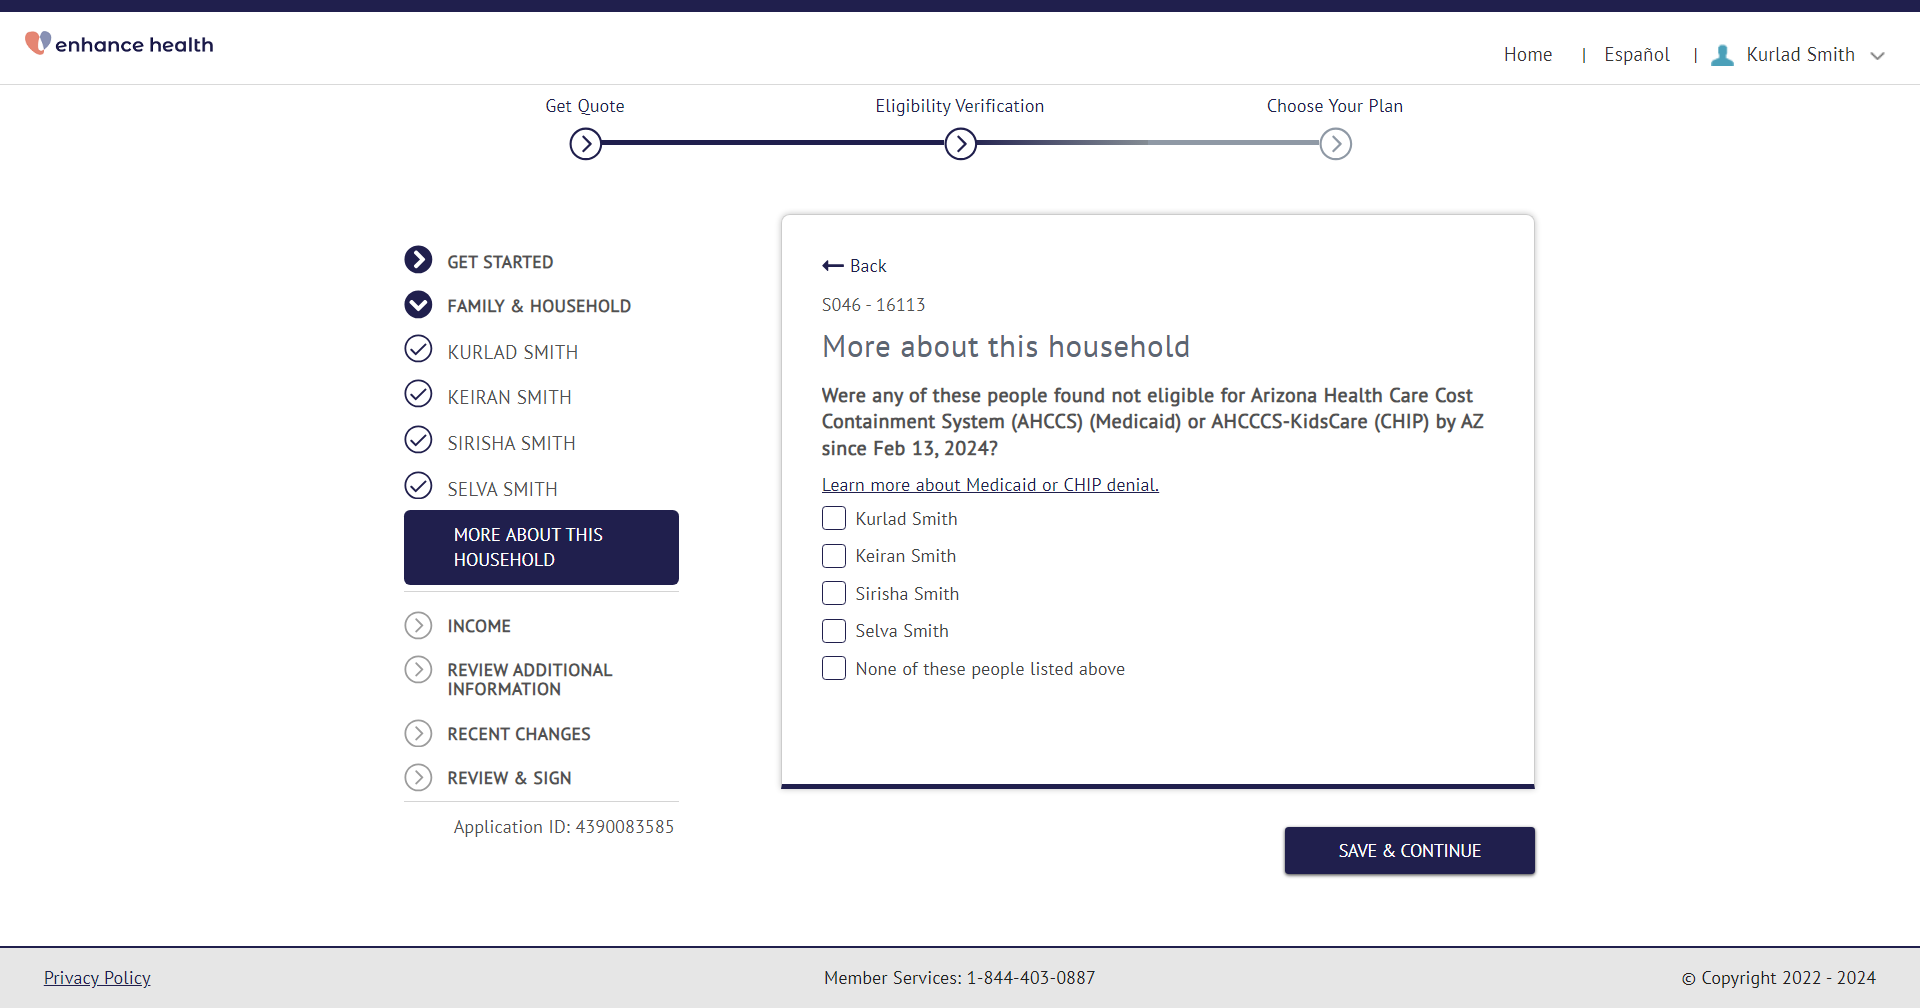 enhance health
Home | Español | Kurlad Smith
Get Quote
Eligibility Verification
Choose Your Plan
GET STARTED
FAMILY & HOUSEHOLD
KURLAD SMITH
KEIRAN SMITH
SIRISHA SMITH
SELVA SMITH
MORE ABOUT THIS
HOUSEHOLD
INCOME
REVIEW ADDITIONAL
INFORMATION
RECENT CHANGES
REVIEW & SIGN
Application ID: 4390083585
Back
S046 - 16113
More about this household
Were any of these people found not eligible for Arizona Health Care Cost
Containment System (AHCCS) (Medicaid) or AHCCCS-KidsCare (CHIP) by AZ
since Feb 13, 2024?
Learn more about Medicaid or CHIP denial.
Kurlad Smith
Keiran Smith
Sirisha Smith
Selva Smith
None of these people listed above
SAVE & CONTINUE
Privacy Policy
Member Services: 1-844-403-0887
© Copyright 2022 - 2024